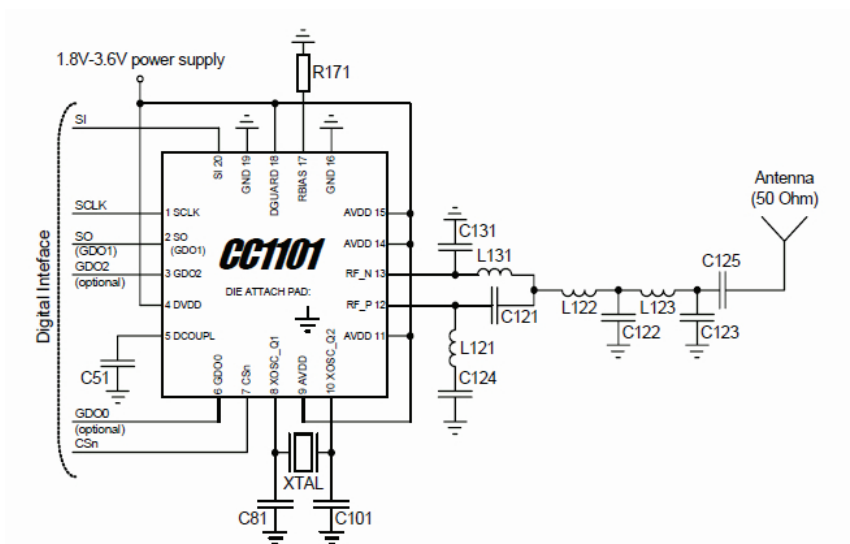 1.8V-3.6V power supply
R171
SI
SI 20
GND 19
DGUARD 18
RBIAS 17
GND 16
Antenna
(50 Ohm)
SCLK
1 SCLK
AVDD 15
C131
SO
(GDO1)
2 SO
(GDO1)
CC1101
AVDD 14
L131
C125
GDO2
(optional)
3 GDO2
DIE ATTACH PAD:
RF_N 13
4 DVDD
RF_P 12
C121
L122
L123
C122
C123
5 DCOUPL
AVDD 11
L121
C51
C124
6 GDO0
7 CSn
8 XOSC_Q1
9 AVDD
10 XOSC_Q2
GDO0
(optional)
CSn
XTAL
C81
C101
Digital Inteface